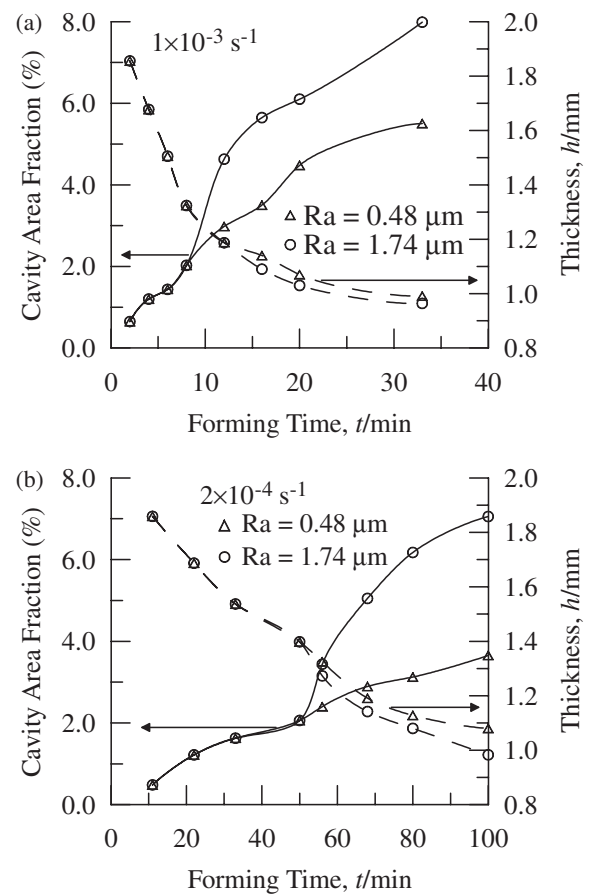 (a)
1×10-3 s-1
Cavity Area Fraction (%)
8.0
6.0
4.0
2.0
0.0
2.0
1.8
1.6
1.4
1.2
1.0
0.8
Thickness, h/mm
Ra = 0.48 μm
Ra = 1.74 μm
0 10 20 30 40
Forming Time, t/min
(b)
2×10-4 s-1
Ra = 0.48 μm
Ra = 1.74 μm
Cavity Area Fraction (%)
8.0
6.0
4.0
2.0
0.0
2.0
1.8
1.6
1.4
1.2
1.0
0.8
Thickness, h/mm
0 20 40 60 80 100
Forming Time, t/min